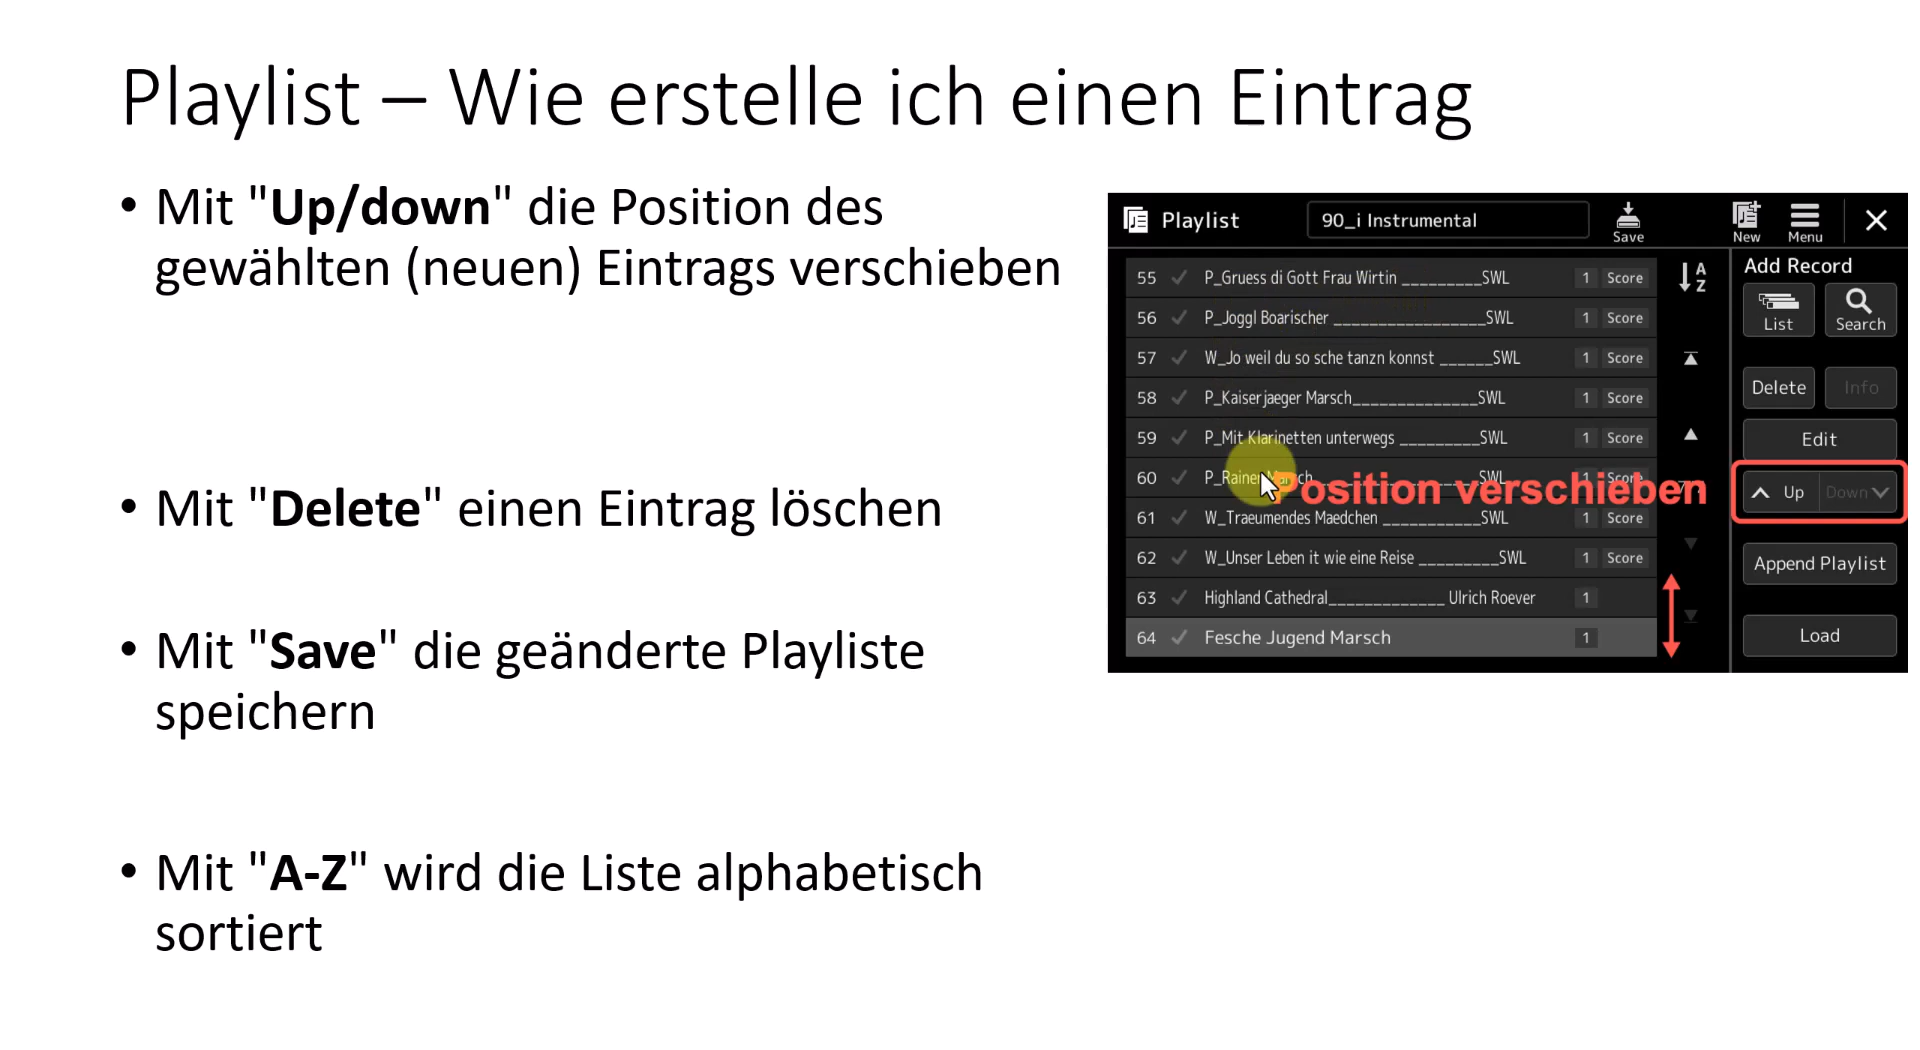 Playlist – Wie erstelle ich einen Eintrag
• Mit "Up/down" die Position des
gewählten (neuen) Eintrags verschieben
• Mit "Delete" einen Eintrag löschen
• Mit "Save" die geänderte Playliste
speichern
• Mit "A-Z" wird die Liste alphabetisch
sortiert
Playlist 90_i Instrumental Save New Menu
55 P_Gruess di Gott Frau Wirtin _________SWL 1 Score
56 P_Joggl Boarischer _________________SWL 1 Score
57 W_Jo weil du so sche tanzn konnst ______SWL 1 Score
58 P_Kaiserjaeger Marsch______________SWL 1 Score
59 P_Mit Klarinetten unterwegs _________SWL 1 Score
60 SWL 1 Score
Position verschieben
61 W_Traeumendes Maedchen ___________SWL 1 Score
62 W_Unser Leben it wie eine Reise _________SWL 1 Score
63 Highland Cathedral_____________ Ulrich Roever 1
64 Fesche Jugend Marsch 1
A
Z
Add Record
List Search
Delete Info
Edit
Up Down
Append Playlist
Load